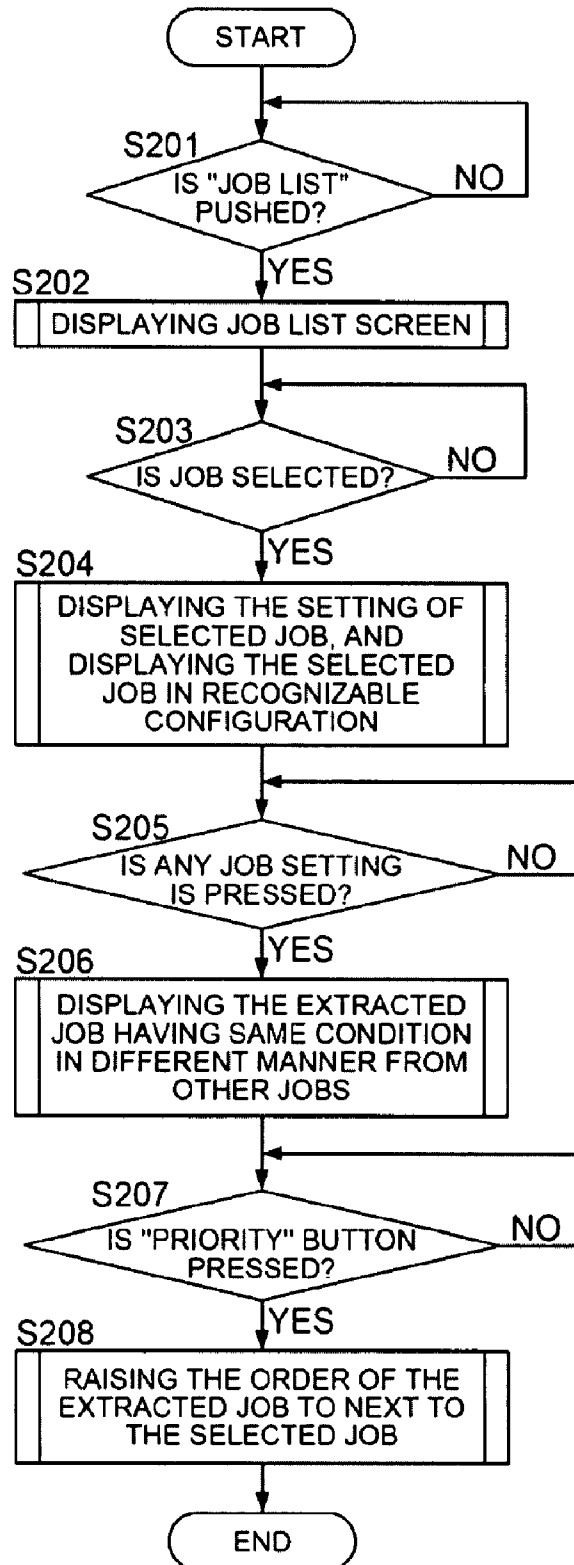 START
S201
IS "JOB LIST"
PUSHED?
NO
YES
S202
DISPLAYING JOB LIST SCREEN
S203
IS JOB SELECTED?
NO
YES
S204
DISPLAYING THE SETTING OF
SELECTED JOB, AND
DISPLAYING THE SELECTED
JOB IN RECOGNIZABLE
CONFIGURATION
S205
IS ANY JOB SETTING
IS PRESSED?
NO
YES
S206
DISPLAYING THE EXTRACTED
JOB HAVING SAME CONDITION
IN DIFFERENT MANNER FROM
OTHER JOBS
S207
IS "PRIORITY" BUTTON
PRESSED?
NO
YES
S208
RAISING THE ORDER OF THE
EXTRACTED JOB TO NEXT TO
THE SELECTED JOB
END